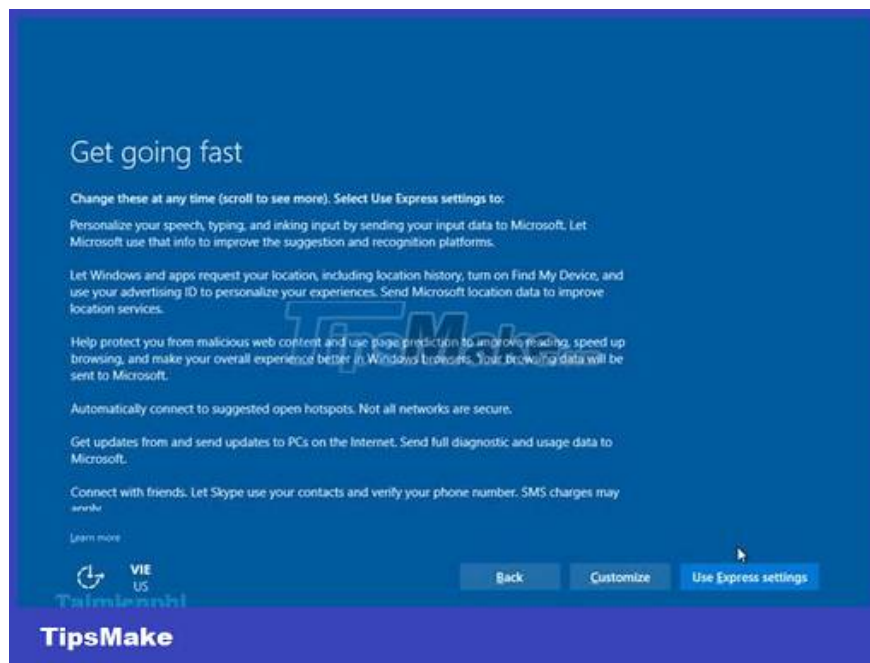 Get going fast
Change these at any time (scroll to see more). Select Use Express settings to:
Personalize your speech, typing, and inking input by sending your input data to Microsoft. Let
Microsoft use that info to improve the suggestion and recognition platforms.
Let Windows and apps request your location, including location history, turn on Find My Device, and
use your advertising ID to personalize your experiences. Send Microsoft location data to improve
location services.
TipsMake
Help protect you from malicious web content and use page prediction to improve reading, speed up
browsing, and make your overall experience better in Windows browsers. Your browsing data will be
sent to Microsoft.
Automatically connect to suggested open hotspots. Not all networks are secure.
Get updates from and send updates to PCs on the Internet. Send full diagnostic and usage data to
Microsoft.
Connect with friends. Let Skype use your contacts and verify your phone number. SMS charges may
apply
Learn more
VIE
US
Back
Customize
Use Express settings
Taimienphi
TipsMake